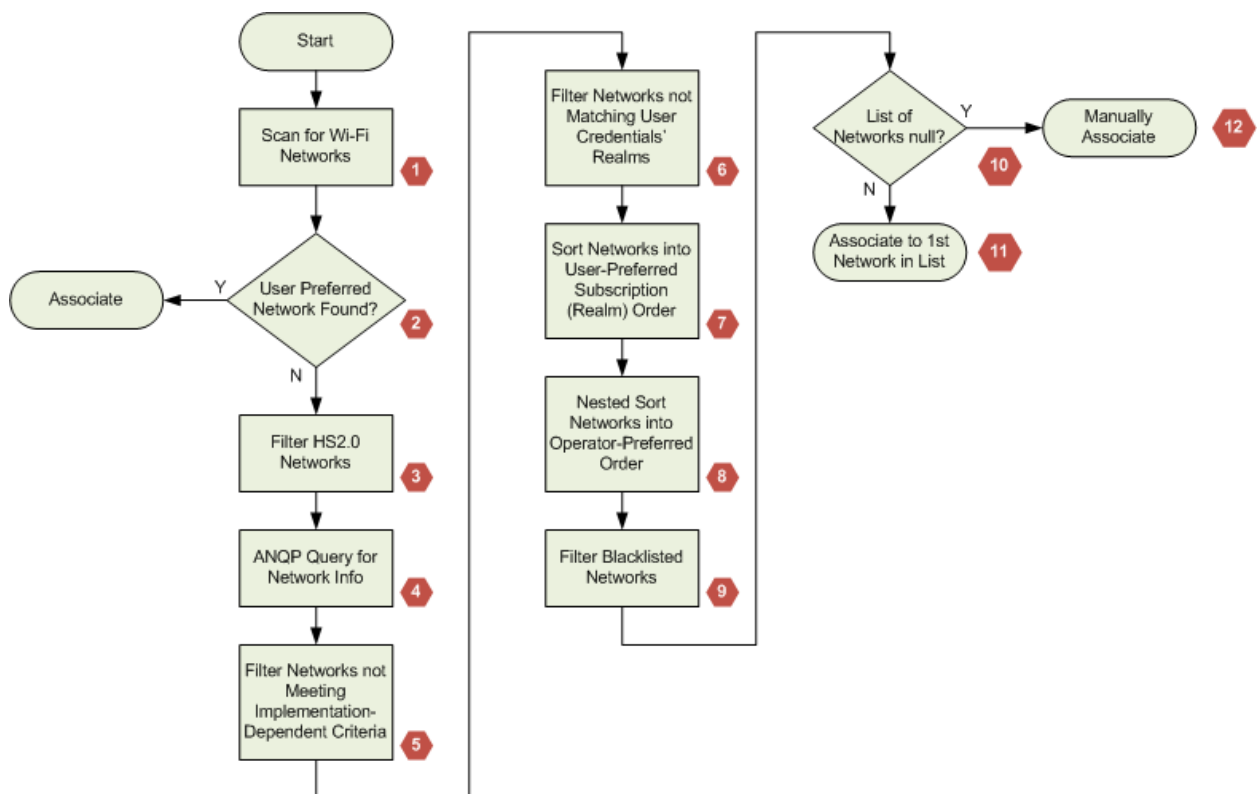 Start
Scan for Wi-Fi
Networks
1
User Preferred
Network Found?
2
Y
Associate
N
Filter HS2.0
Networks
3
ANQP Query for
Network Info
4
Filter Networks not
Meeting
Implementation-
Dependent Criteria
5
Filter Networks not
Matching User
Credentials'
Realms
6
Sort Networks into
User-Preferred
Subscription
(Realm) Order
7
Nested Sort
Networks into
Operator-Preferred
Order
8
Filter Blacklisted
Networks
9
List of
Networks null?
10
Y
Manually
Associate
12
N
Associate to 1st
Network in List
11